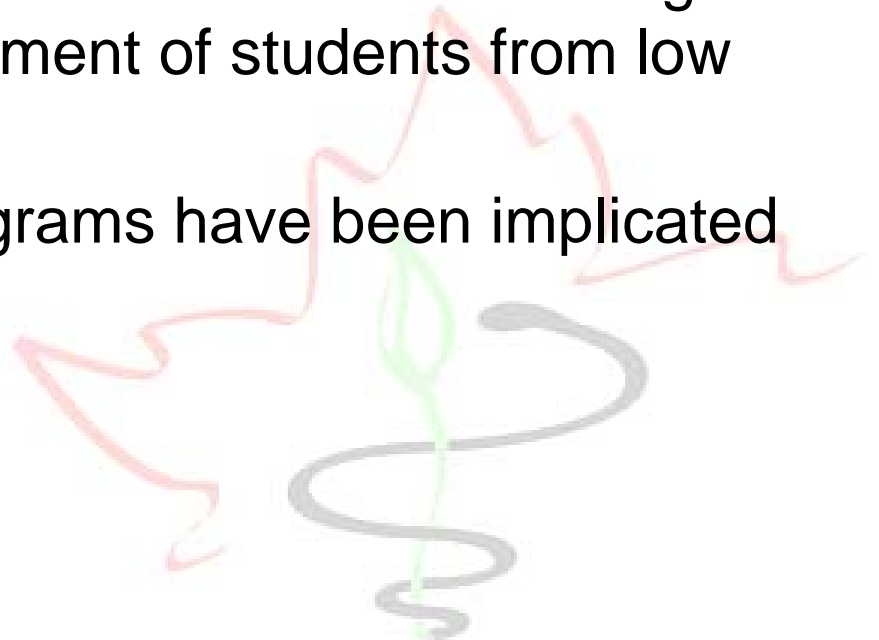 ment of students from low
grams have been implicated